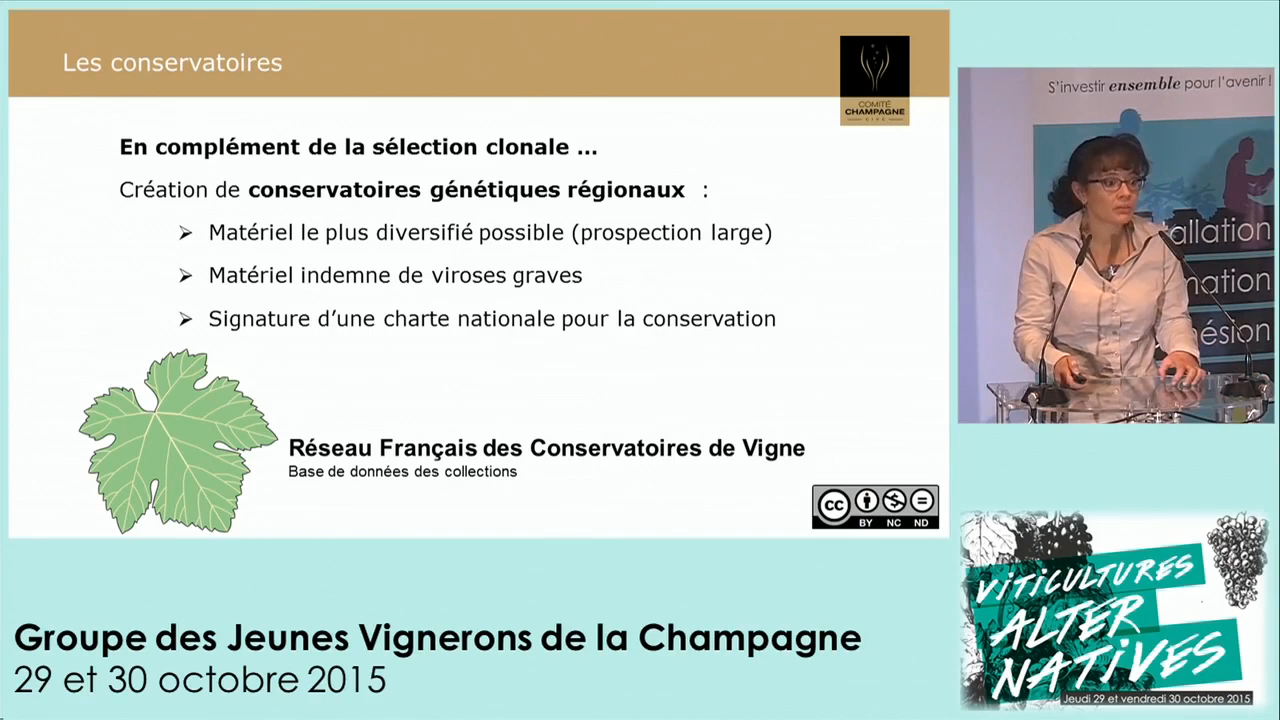 Les conservatoires
COMITÉ
CHAMPAGNE
En complément de la sélection clonale ...
Création de conservatoires génétiques régionaux :
➢ Matériel le plus diversifié possible (prospection large)
➢ Matériel indemne de viroses graves
➢ Signature d'une charte nationale pour la conservation
Réseau Français des Conservatoires de Vigne
Base de données des collections
cc
BY NC ND
S'investir ensemble pour l'avenir !
Groupe des Jeunes Vignerons de la Champagne
29 et 30 octobre 2015
VITICULTURES
ALTER
NATIVES
Jeudi 29 et vendredi 30 octobre 2015